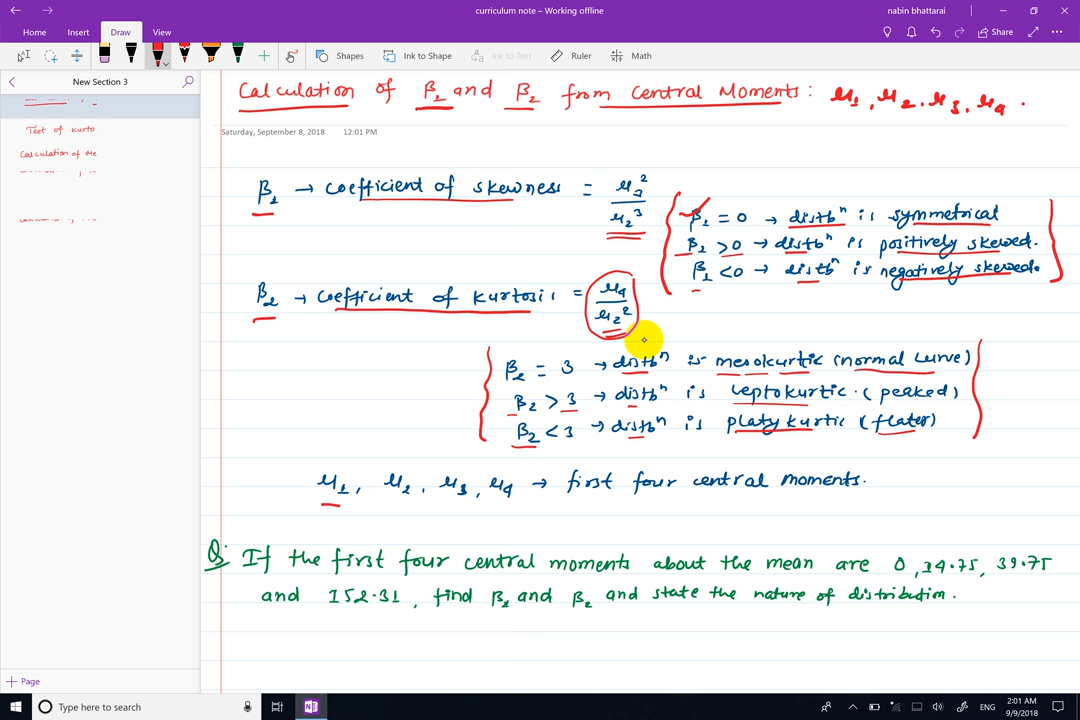 curriculum note – Working offline
nabin bhattarai
Home Insert Draw View
Share
Shapes Ink to Shape Ink to Text Ruler Math
New Section 3
Test of Kurto
Calculation of Me
Calculation of β1 and β2 from Central Moments: μ1, μ2, μ3, μ4.
Saturday, September 8, 2018 12:01 PM
β1 → coefficient of skewness = μ3² / μ2³
β1 = 0 → distbⁿ is symmetrical
β1 > 0 → distbⁿ is positively skewed.
β1 < 0 → distbⁿ is negatively skewed.
β2 → coefficient of kurtosis = μ4 / μ2²
β2 = 3 → distbⁿ is mesokurtic (normal curve)
β2 > 3 → distbⁿ is Leptokurtic. (peaked)
β2 < 3 → distbⁿ is platykurtic (flater)
μ1, μ2, μ3, μ4 → first four central moments.
Q: If the first four central moments about the mean are 0, 14.75, 39.75
and 152.31, find β1 and β2 and state the nature of distribution.
Page
Type here to search
ENG
2:01 AM
9/9/2018